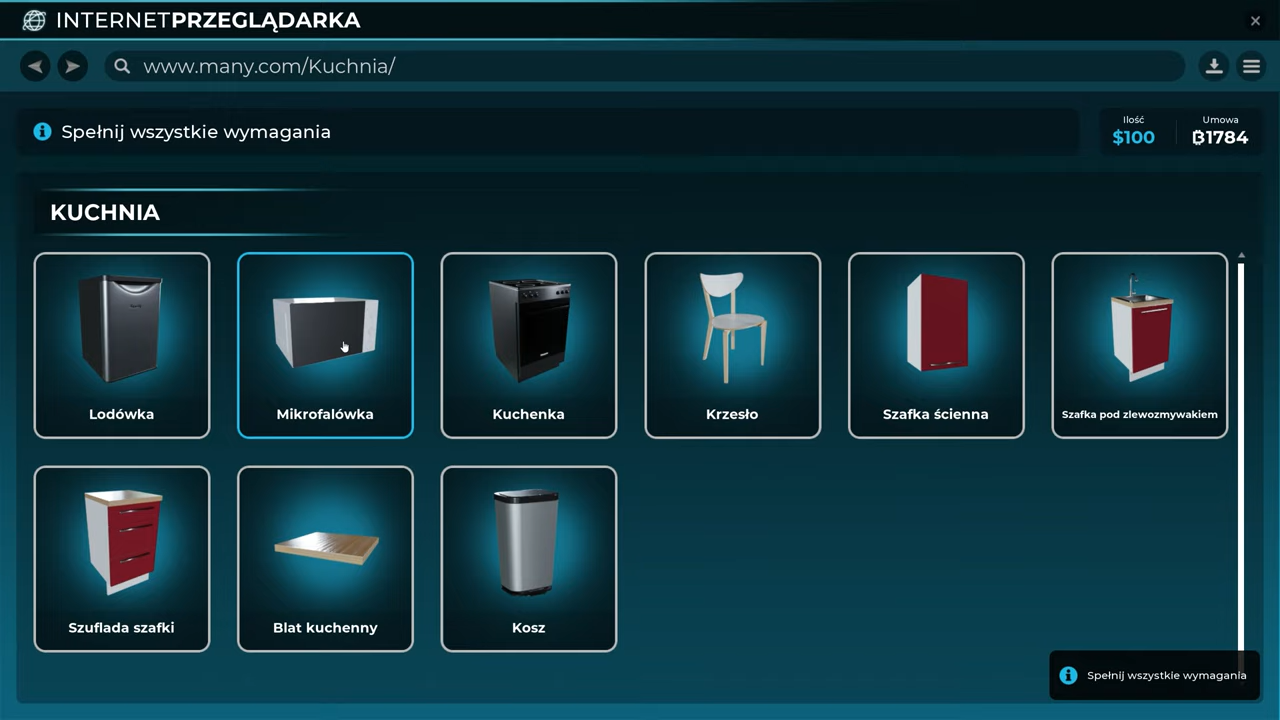 INTERNETPRZEGLĄDARKA
www.many.com/Kuchnia/
Spełnij wszystkie wymagania
Ilość
$100
Umowa
₿1784
KUCHNIA
Lodówka
Mikrofalówka
Kuchenka
Krzesło
Szafka ścienna
Szafka pod zlewozmywakiem
Szuflada szafki
Blat kuchenny
Kosz
Spełnij wszystkie wymagania